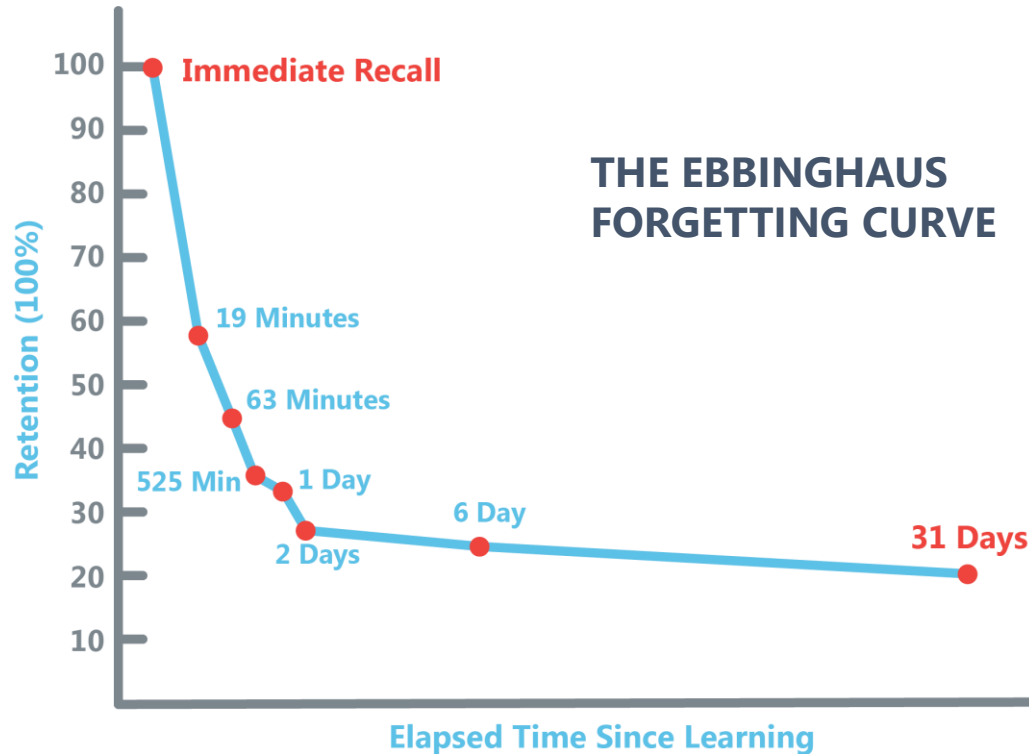 100
Immediate Recall
90
80
THE EBBINGHAUS
FORGETTING CURVE
70
60
19 Minutes
50
63 Minutes
40
525 Min
1 Day
30
6 Day
2 Days
31 Days
20
10
Retention (100%)
Elapsed Time Since Learning